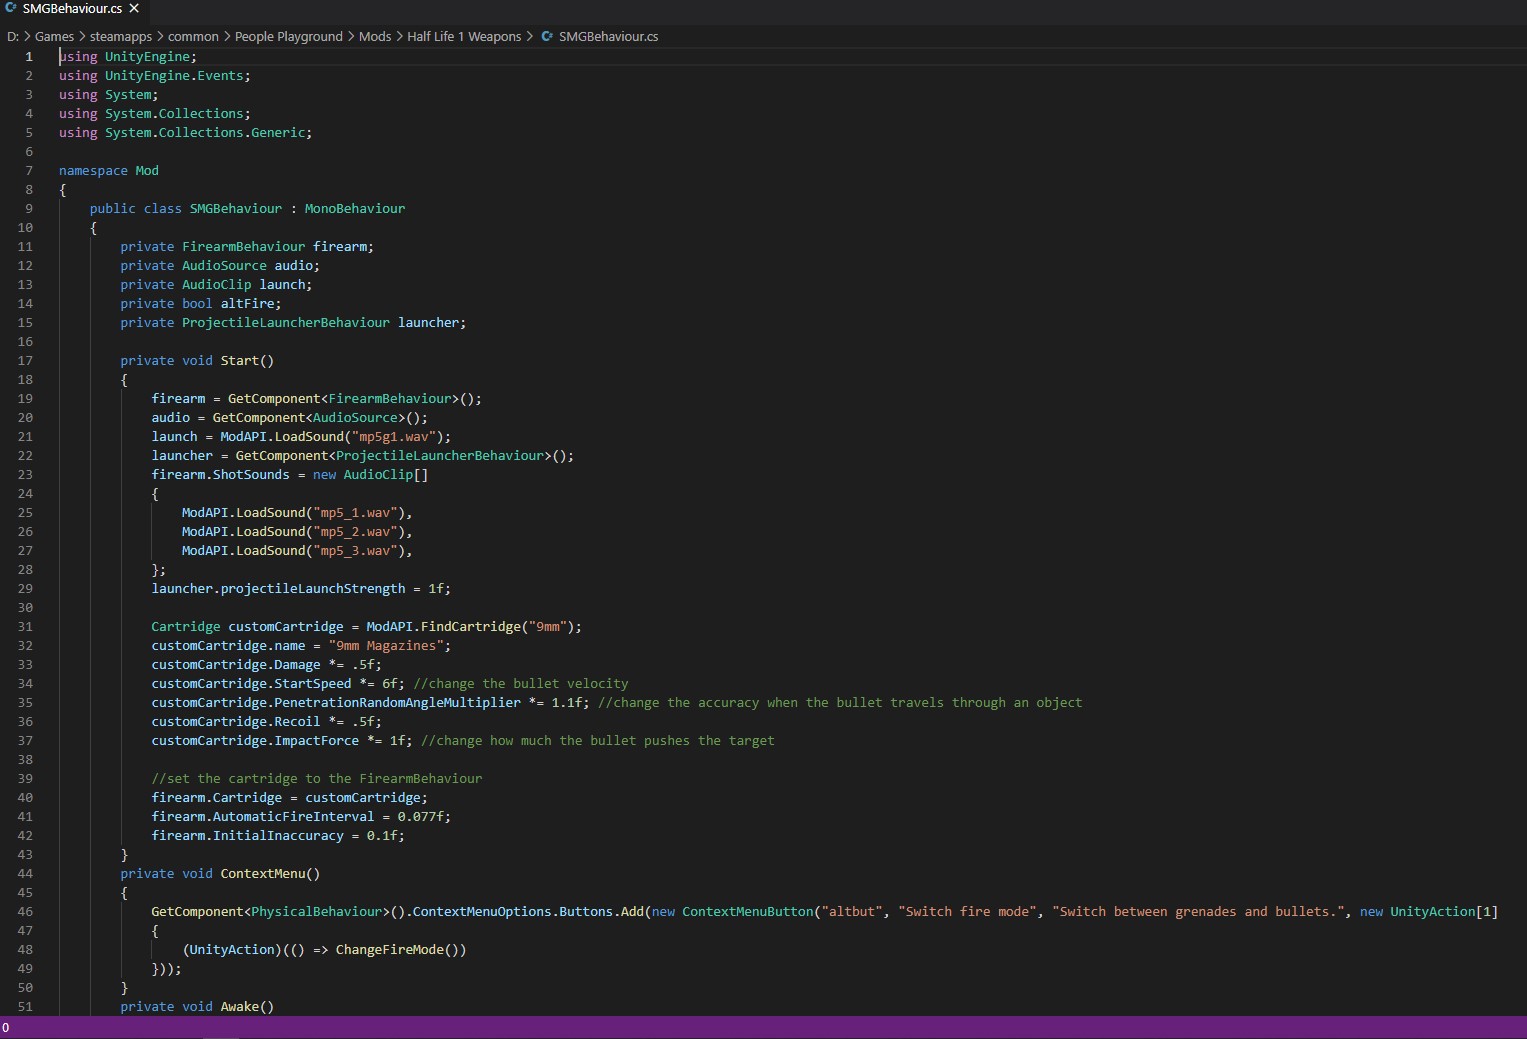 SMGBehaviour.cs ×
D: > Games > steamapps > common > People Playground > Mods > Half Life 1 Weapons > SMGBehaviour.cs
1 using UnityEngine;
2 using UnityEngine.Events;
3 using System;
4 using System.Collections;
5 using System.Collections.Generic;
6
7 namespace Mod
8 {
9     public class SMGBehaviour : MonoBehaviour
10     {
11         private FirearmBehaviour firearm;
12         private AudioSource audio;
13         private AudioClip launch;
14         private bool altFire;
15         private ProjectileLauncherBehaviour launcher;
16
17         private void Start()
18         {
19             firearm = GetComponent<FirearmBehaviour>();
20             audio = GetComponent<AudioSource>();
21             launch = ModAPI.LoadSound("mp5g1.wav");
22             launcher = GetComponent<ProjectileLauncherBehaviour>();
23             firearm.ShotSounds = new AudioClip[]
24             {
25                 ModAPI.LoadSound("mp5_1.wav"),
26                 ModAPI.LoadSound("mp5_2.wav"),
27                 ModAPI.LoadSound("mp5_3.wav"),
28             };
29             launcher.projectileLaunchStrength = 1f;
30
31             Cartridge customCartridge = ModAPI.FindCartridge("9mm");
32             customCartridge.name = "9mm Magazines";
33             customCartridge.Damage *= .5f;
34             customCartridge.StartSpeed *= 6f; //change the bullet velocity
35             customCartridge.PenetrationRandomAngleMultiplier *= 1.1f; //change the accuracy when the bullet travels through an object
36             customCartridge.Recoil *= .5f;
37             customCartridge.ImpactForce *= 1f; //change how much the bullet pushes the target
38
39             //set the cartridge to the FirearmBehaviour
40             firearm.Cartridge = customCartridge;
41             firearm.AutomaticFireInterval = 0.077f;
42             firearm.InitialInaccuracy = 0.1f;
43         }
44         private void ContextMenu()
45         {
46             GetComponent<PhysicalBehaviour>().ContextMenuOptions.Buttons.Add(new ContextMenuButton("altbut", "Switch fire mode", "Switch between grenades and bullets.", new UnityAction[1]
47             {
48                 (UnityAction)(() => ChangeFireMode())
49             }));
50         }
51         private void Awake()
0